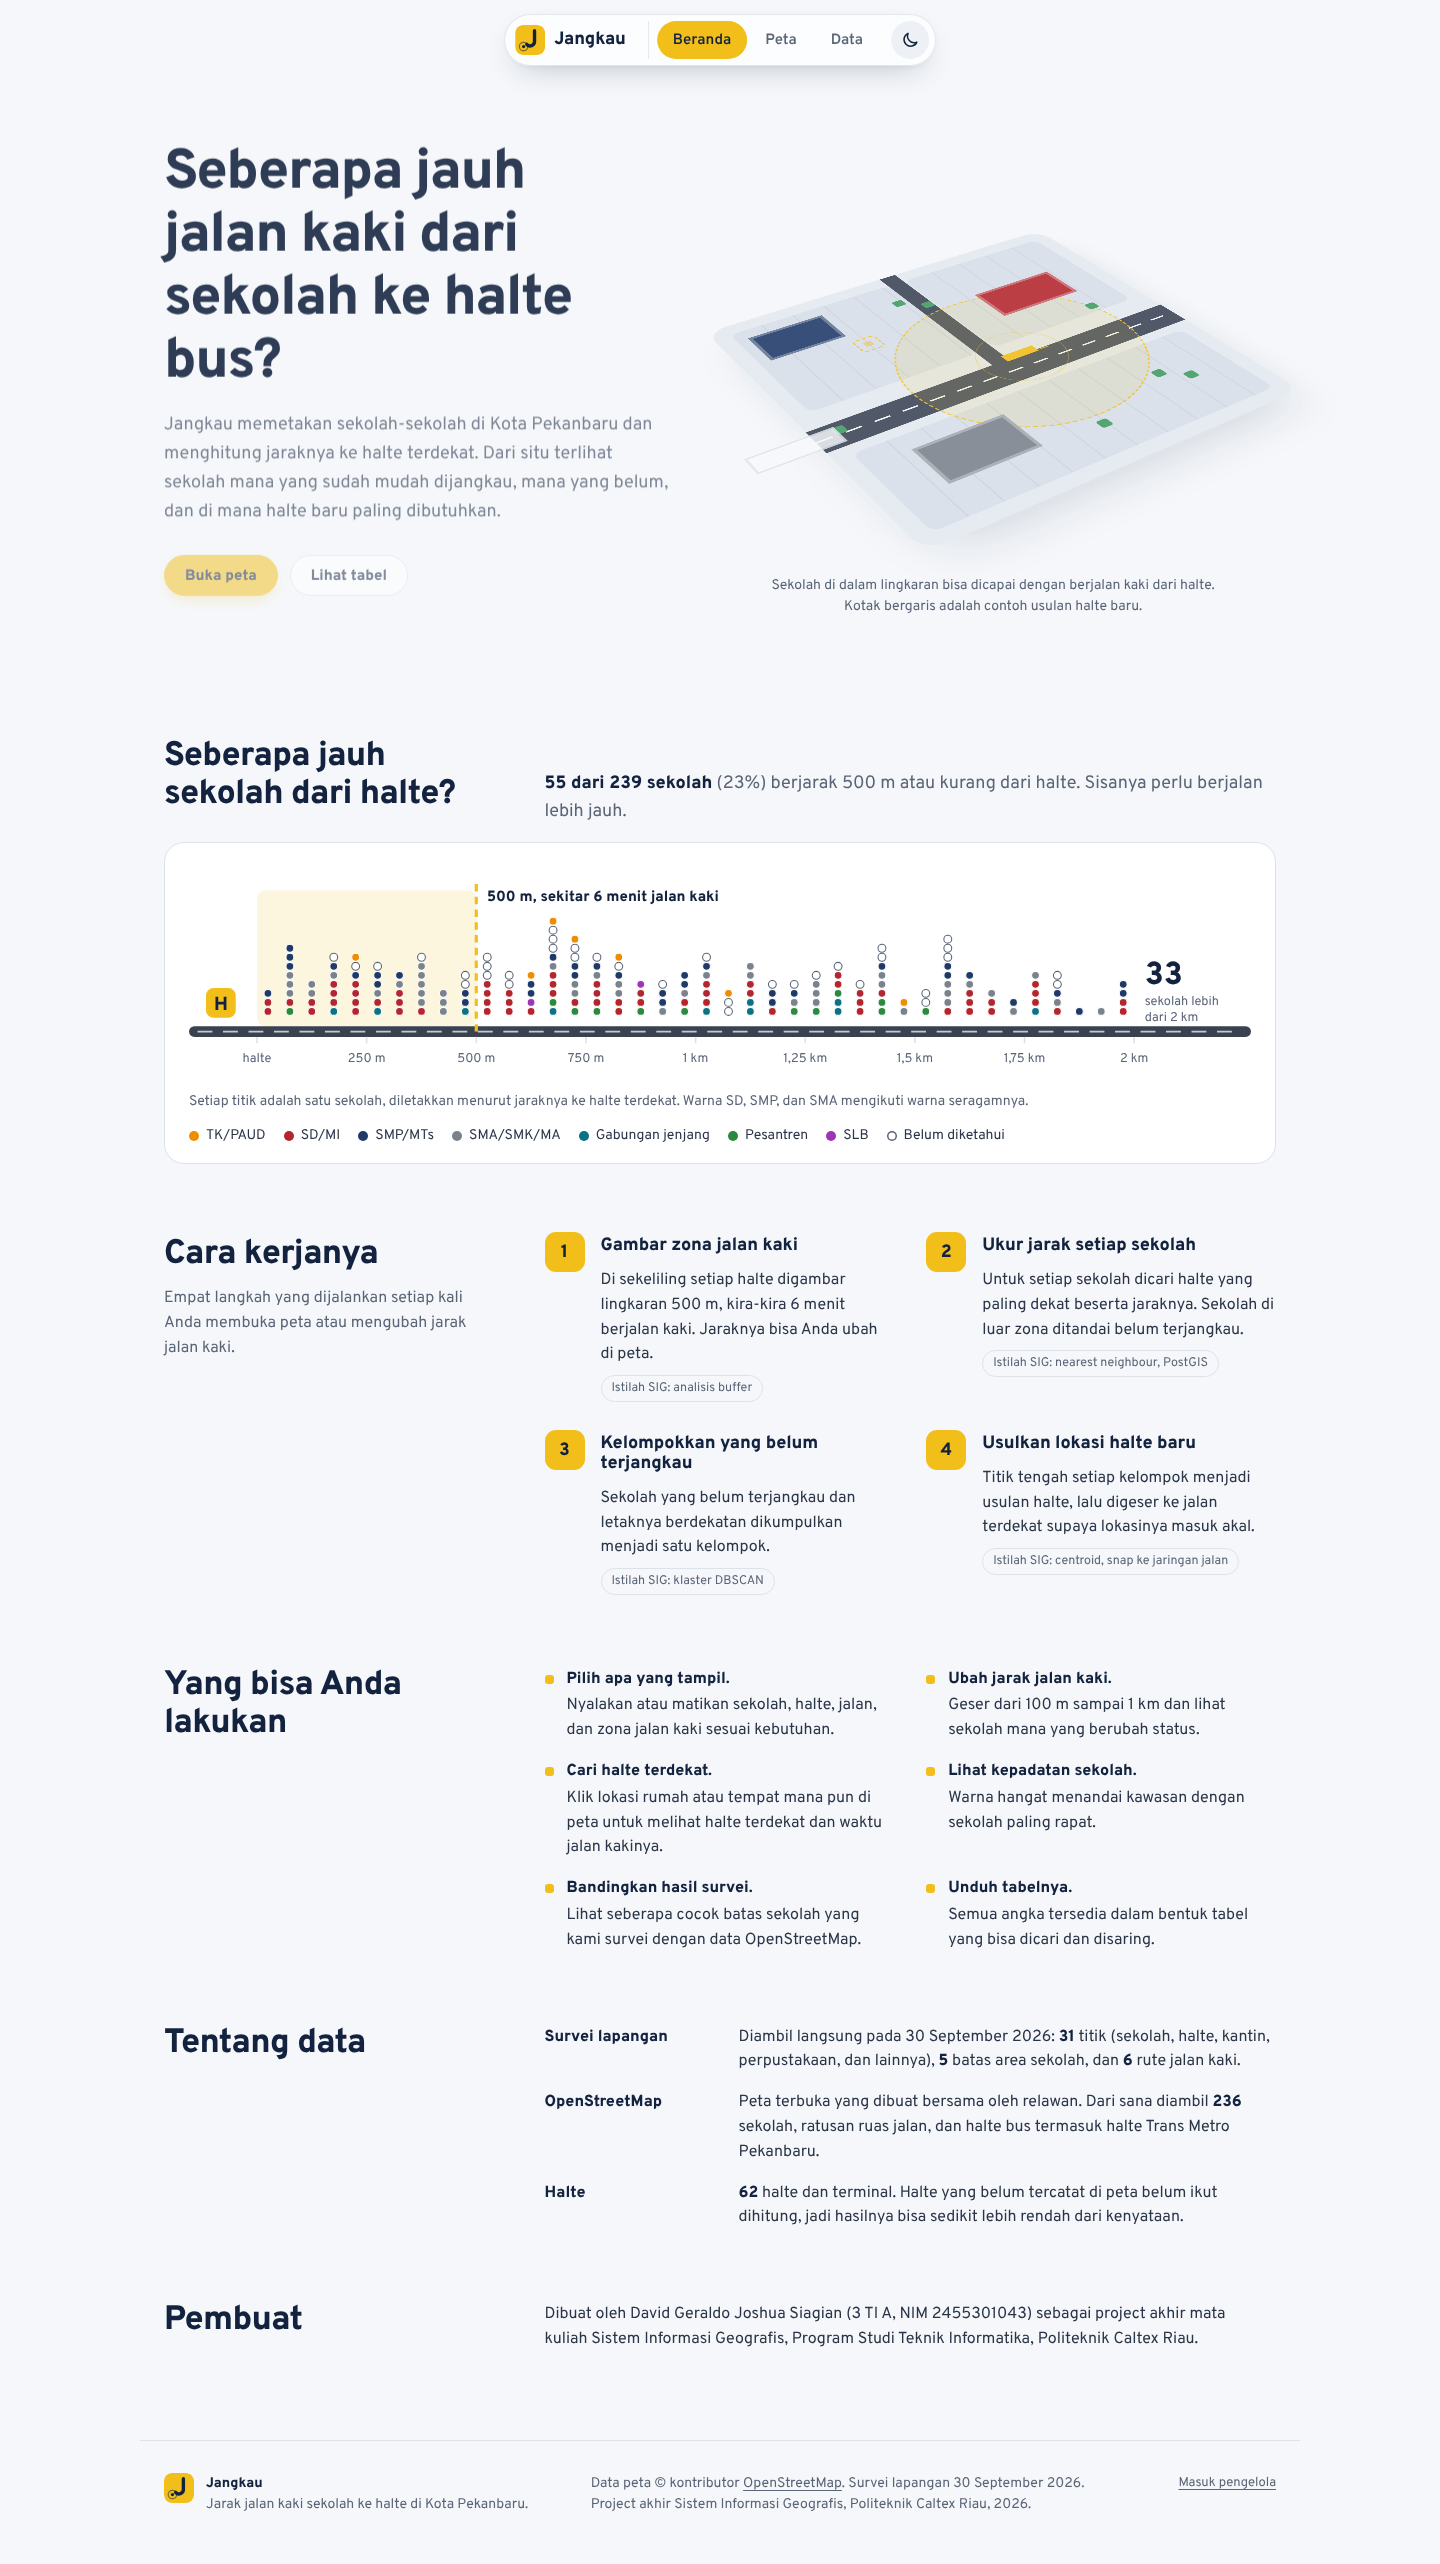 Jangkau
Beranda
Peta
Data
Seberapa jauh
jalan kaki dari
sekolah ke halte
bus?
Jangkau memetakan sekolah-sekolah di Kota Pekanbaru dan
menghitung jaraknya ke halte terdekat. Dari situ terlihat
sekolah mana yang sudah mudah dijangkau, mana yang belum,
dan di mana halte baru paling dibutuhkan.
Buka peta
Lihat tabel
Sekolah di dalam lingkaran bisa dicapai dengan berjalan kaki dari halte.
Kotak bergaris adalah contoh usulan halte baru.
Seberapa jauh
sekolah dari halte?
55 dari 239 sekolah (23%) berjarak 500 m atau kurang dari halte. Sisanya perlu berjalan
lebih jauh.
500 m, sekitar 6 menit jalan kaki
H
33
sekolah lebih
dari 2 km
halte
250 m
500 m
750 m
1 km
1,25 km
1,5 km
1,75 km
2 km
Setiap titik adalah satu sekolah, diletakkan menurut jaraknya ke halte terdekat. Warna SD, SMP, dan SMA mengikuti warna seragamnya.
TK/PAUD
SD/MI
SMP/MTs
SMA/SMK/MA
Gabungan jenjang
Pesantren
SLB
Belum diketahui
Cara kerjanya
Empat langkah yang dijalankan setiap kali
Anda membuka peta atau mengubah jarak
jalan kaki.
1
Gambar zona jalan kaki
Di sekeliling setiap halte digambar
lingkaran 500 m, kira-kira 6 menit
berjalan kaki. Jaraknya bisa Anda ubah
di peta.
Istilah SIG: analisis buffer
2
Ukur jarak setiap sekolah
Untuk setiap sekolah dicari halte yang
paling dekat beserta jaraknya. Sekolah di
luar zona ditandai belum terjangkau.
Istilah SIG: nearest neighbour, PostGIS
3
Kelompokkan yang belum
terjangkau
Sekolah yang belum terjangkau dan
letaknya berdekatan dikumpulkan
menjadi satu kelompok.
Istilah SIG: klaster DBSCAN
4
Usulkan lokasi halte baru
Titik tengah setiap kelompok menjadi
usulan halte, lalu digeser ke jalan
terdekat supaya lokasinya masuk akal.
Istilah SIG: centroid, snap ke jaringan jalan
Yang bisa Anda
lakukan
Pilih apa yang tampil.
Nyalakan atau matikan sekolah, halte, jalan,
dan zona jalan kaki sesuai kebutuhan.
Ubah jarak jalan kaki.
Geser dari 100 m sampai 1 km dan lihat
sekolah mana yang berubah status.
Cari halte terdekat.
Klik lokasi rumah atau tempat mana pun di
peta untuk melihat halte terdekat dan waktu
jalan kakinya.
Lihat kepadatan sekolah.
Warna hangat menandai kawasan dengan
sekolah paling rapat.
Bandingkan hasil survei.
Lihat seberapa cocok batas sekolah yang
kami survei dengan data OpenStreetMap.
Unduh tabelnya.
Semua angka tersedia dalam bentuk tabel
yang bisa dicari dan disaring.
Tentang data
Survei lapangan
Diambil langsung pada 30 September 2026: 31 titik (sekolah, halte, kantin,
perpustakaan, dan lainnya), 5 batas area sekolah, dan 6 rute jalan kaki.
OpenStreetMap
Peta terbuka yang dibuat bersama oleh relawan. Dari sana diambil 236
sekolah, ratusan ruas jalan, dan halte bus termasuk halte Trans Metro
Pekanbaru.
Halte
62 halte dan terminal. Halte yang belum tercatat di peta belum ikut
dihitung, jadi hasilnya bisa sedikit lebih rendah dari kenyataan.
Pembuat
Dibuat oleh David Geraldo Joshua Siagian (3 TI A, NIM 2455301043) sebagai project akhir mata
kuliah Sistem Informasi Geografis, Program Studi Teknik Informatika, Politeknik Caltex Riau.
Jangkau
Jarak jalan kaki sekolah ke halte di Kota Pekanbaru.
Data peta © kontributor OpenStreetMap. Survei lapangan 30 September 2026.
Project akhir Sistem Informasi Geografis, Politeknik Caltex Riau, 2026.
Masuk pengelola